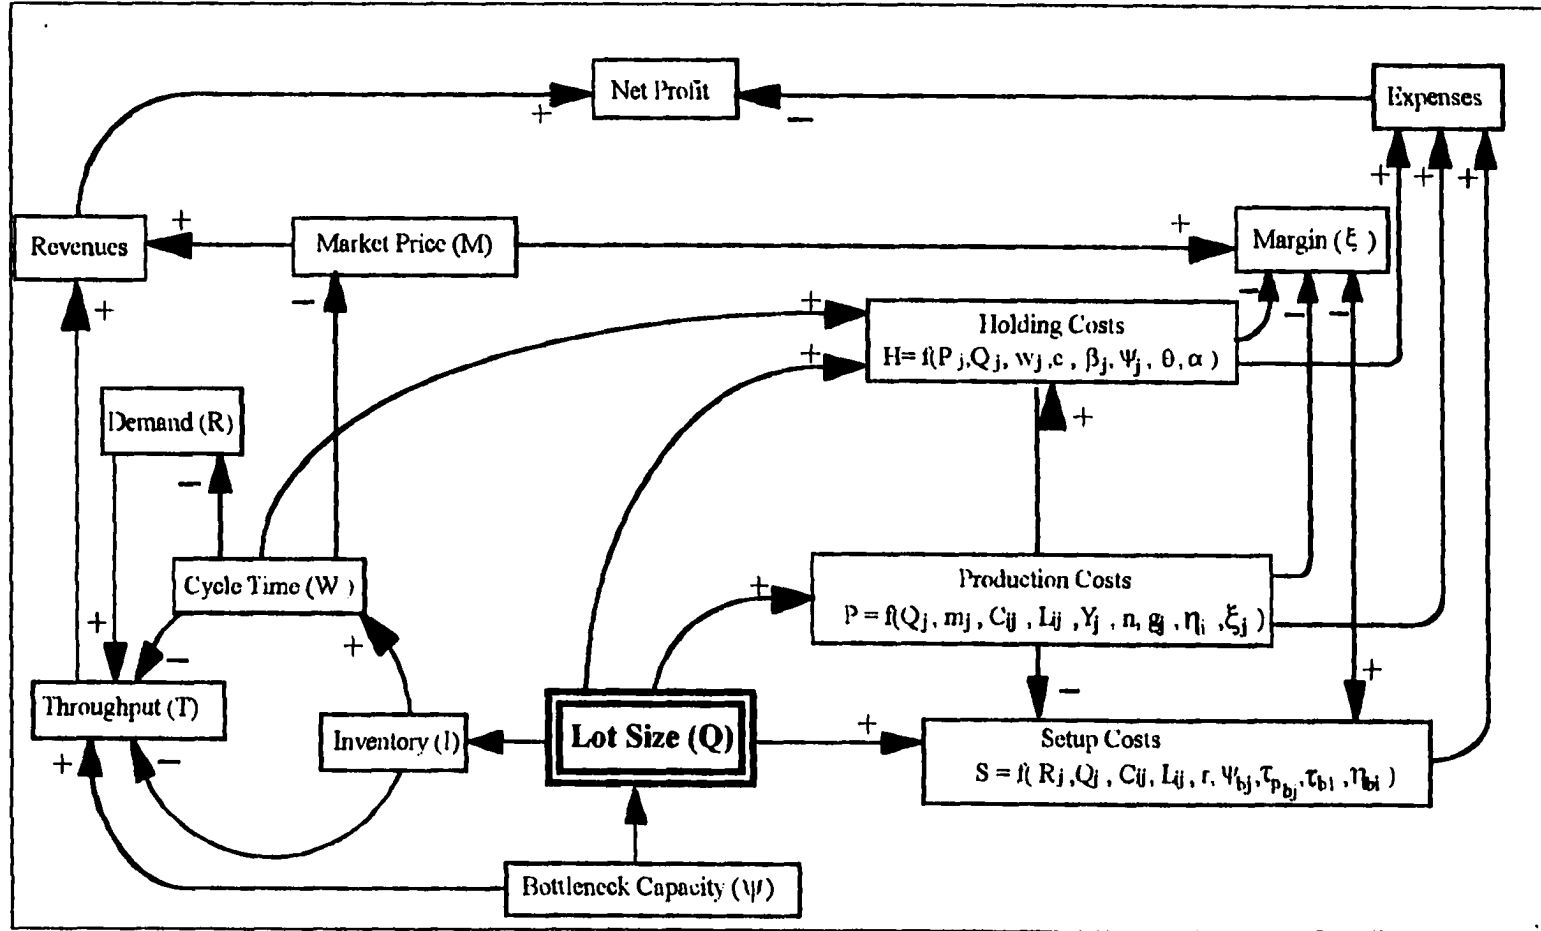 Net Profit
Expenses
+
−
+
+
+
Revenues
+
Market Price (M)
+
Margin (ξ)
+
−
−
−
−
+
Holding Costs
H= f(P j, Q j, wj, c, βj, Ψj, θ, α)
+
Demand (R)
+
−
Cycle Time (W)
+
Production Costs
P = f(Qj, mj, Cij, Lij, Yj, n, gj, ηi, ξj)
+
−
+
−
+
Throughput (T)
Inventory (I)
Lot Size (Q)
+
Setup Costs
S = f( Rj, Qj, Cij, Lij, r, Ψ'bj, τpbj, τbi, ηbi)
+
−
Bottleneck Capacity (ψ)